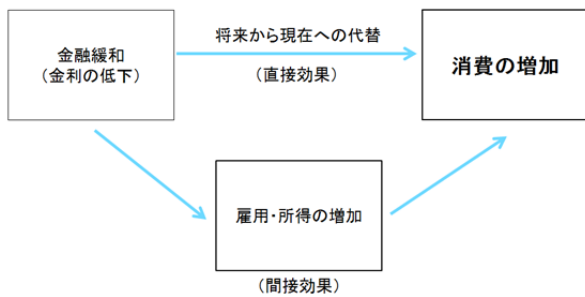 金融緩和
(金利の低下)
将来から現在への代替
(直接効果)
消費の増加
雇用・所得の増加
(間接効果)